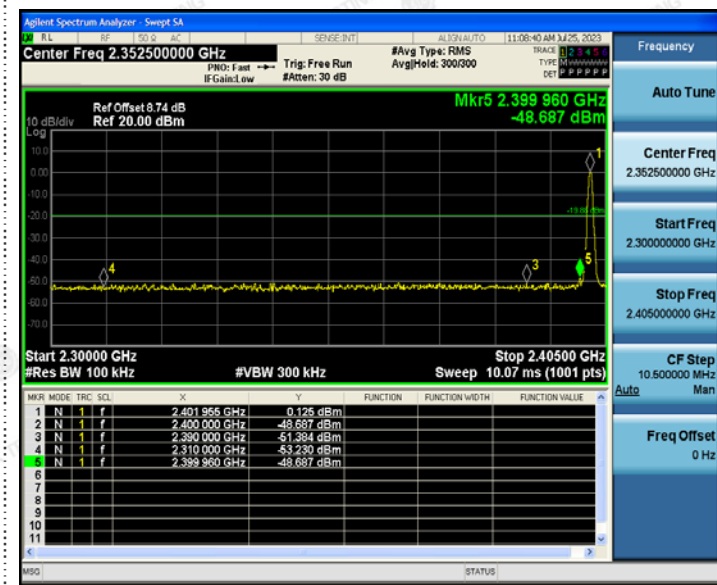 Agilent Spectrum Analyzer - Swept SA
RL RF 50 Ω AC SENSE:INT ALIGN AUTO 11:08:40 AM Jul 25, 2023
Center Freq 2.352500000 GHz
PNO: Fast
IFGain:Low
Trig: Free Run
#Atten: 30 dB
#Avg Type: RMS
Avg|Hold: 300/300
TRACE 1 2 3 4 5 6
TYPE M
DET P P P P P P
Frequency
Mkr5 2.399 960 GHz
-48.687 dBm
Ref Offset 8.74 dB
10 dB/div Ref 20.00 dBm
Log
10.0
0.00
-10.0
-20.0
-30.0
-40.0
-50.0
-60.0
-70.0
1
4
3
5
Start 2.30000 GHz
Stop 2.40500 GHz
#Res BW 100 kHz
#VBW 300 kHz
Sweep 10.07 ms (1001 pts)
MKR MODE TRC SCL X Y FUNCTION FUNCTION WIDTH FUNCTION VALUE
1 N 1 f 2.401 955 GHz 0.125 dBm
2 N 1 f 2.400 000 GHz -48.687 dBm
3 N 1 f 2.390 000 GHz -51.384 dBm
4 N 1 f 2.310 000 GHz -53.230 dBm
5 N 1 f 2.399 960 GHz -48.687 dBm
6
7
8
9
10
11
MSG
STATUS
Auto Tune
Center Freq
2.352500000 GHz
Start Freq
2.300000000 GHz
Stop Freq
2.405000000 GHz
CF Step
10.500000 MHz
Auto Man
Freq Offset
0 Hz